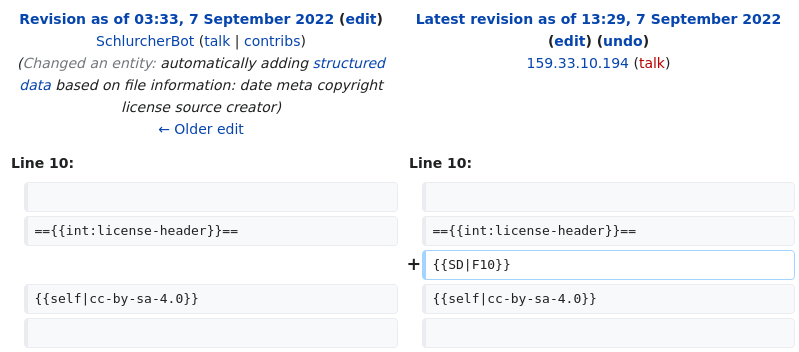 Revision as of 03:33, 7 September 2022 (edit)
SchlurcherBot (talk | contribs)
(Changed an entity: automatically adding structured
data based on file information: date meta copyright
license source creator)
← Older edit
Latest revision as of 13:29, 7 September 2022
(edit) (undo)
159.33.10.194 (talk)
Line 10:
Line 10:
=={{int:license-header}}==
=={{int:license-header}}==
+ {{SD|F10}}
{{self|cc-by-sa-4.0}}
{{self|cc-by-sa-4.0}}